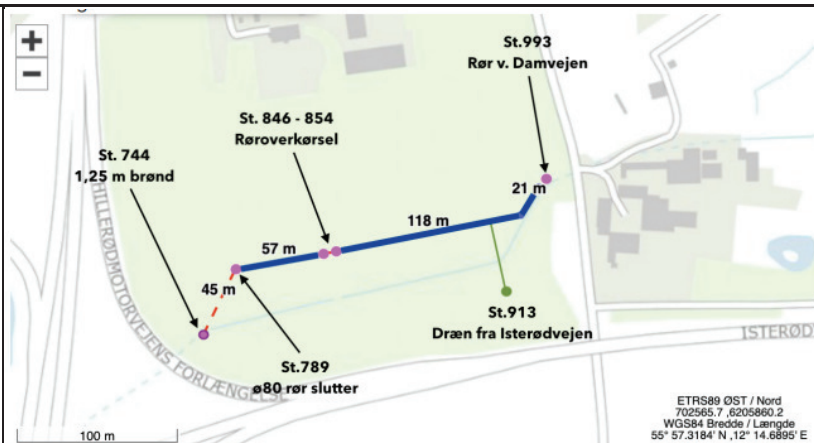 +
−
St.993
Rør v. Damvejen
St. 846 - 854
Røroverkørsel
St. 744
1,25 m brønd
21 m
118 m
57 m
45 m
St.913
Dræn fra Isterødvejen
St.789
ø80 rør slutter
HILLERØDMOTORVEJENS FORLÆNGELSE
ISTERØD
100 m
ETRS89 ØST / Nord
702565.7 ,6205860.2
WGS84 Bredde / Længde
55° 57.3184' N ,12° 14.6895' E